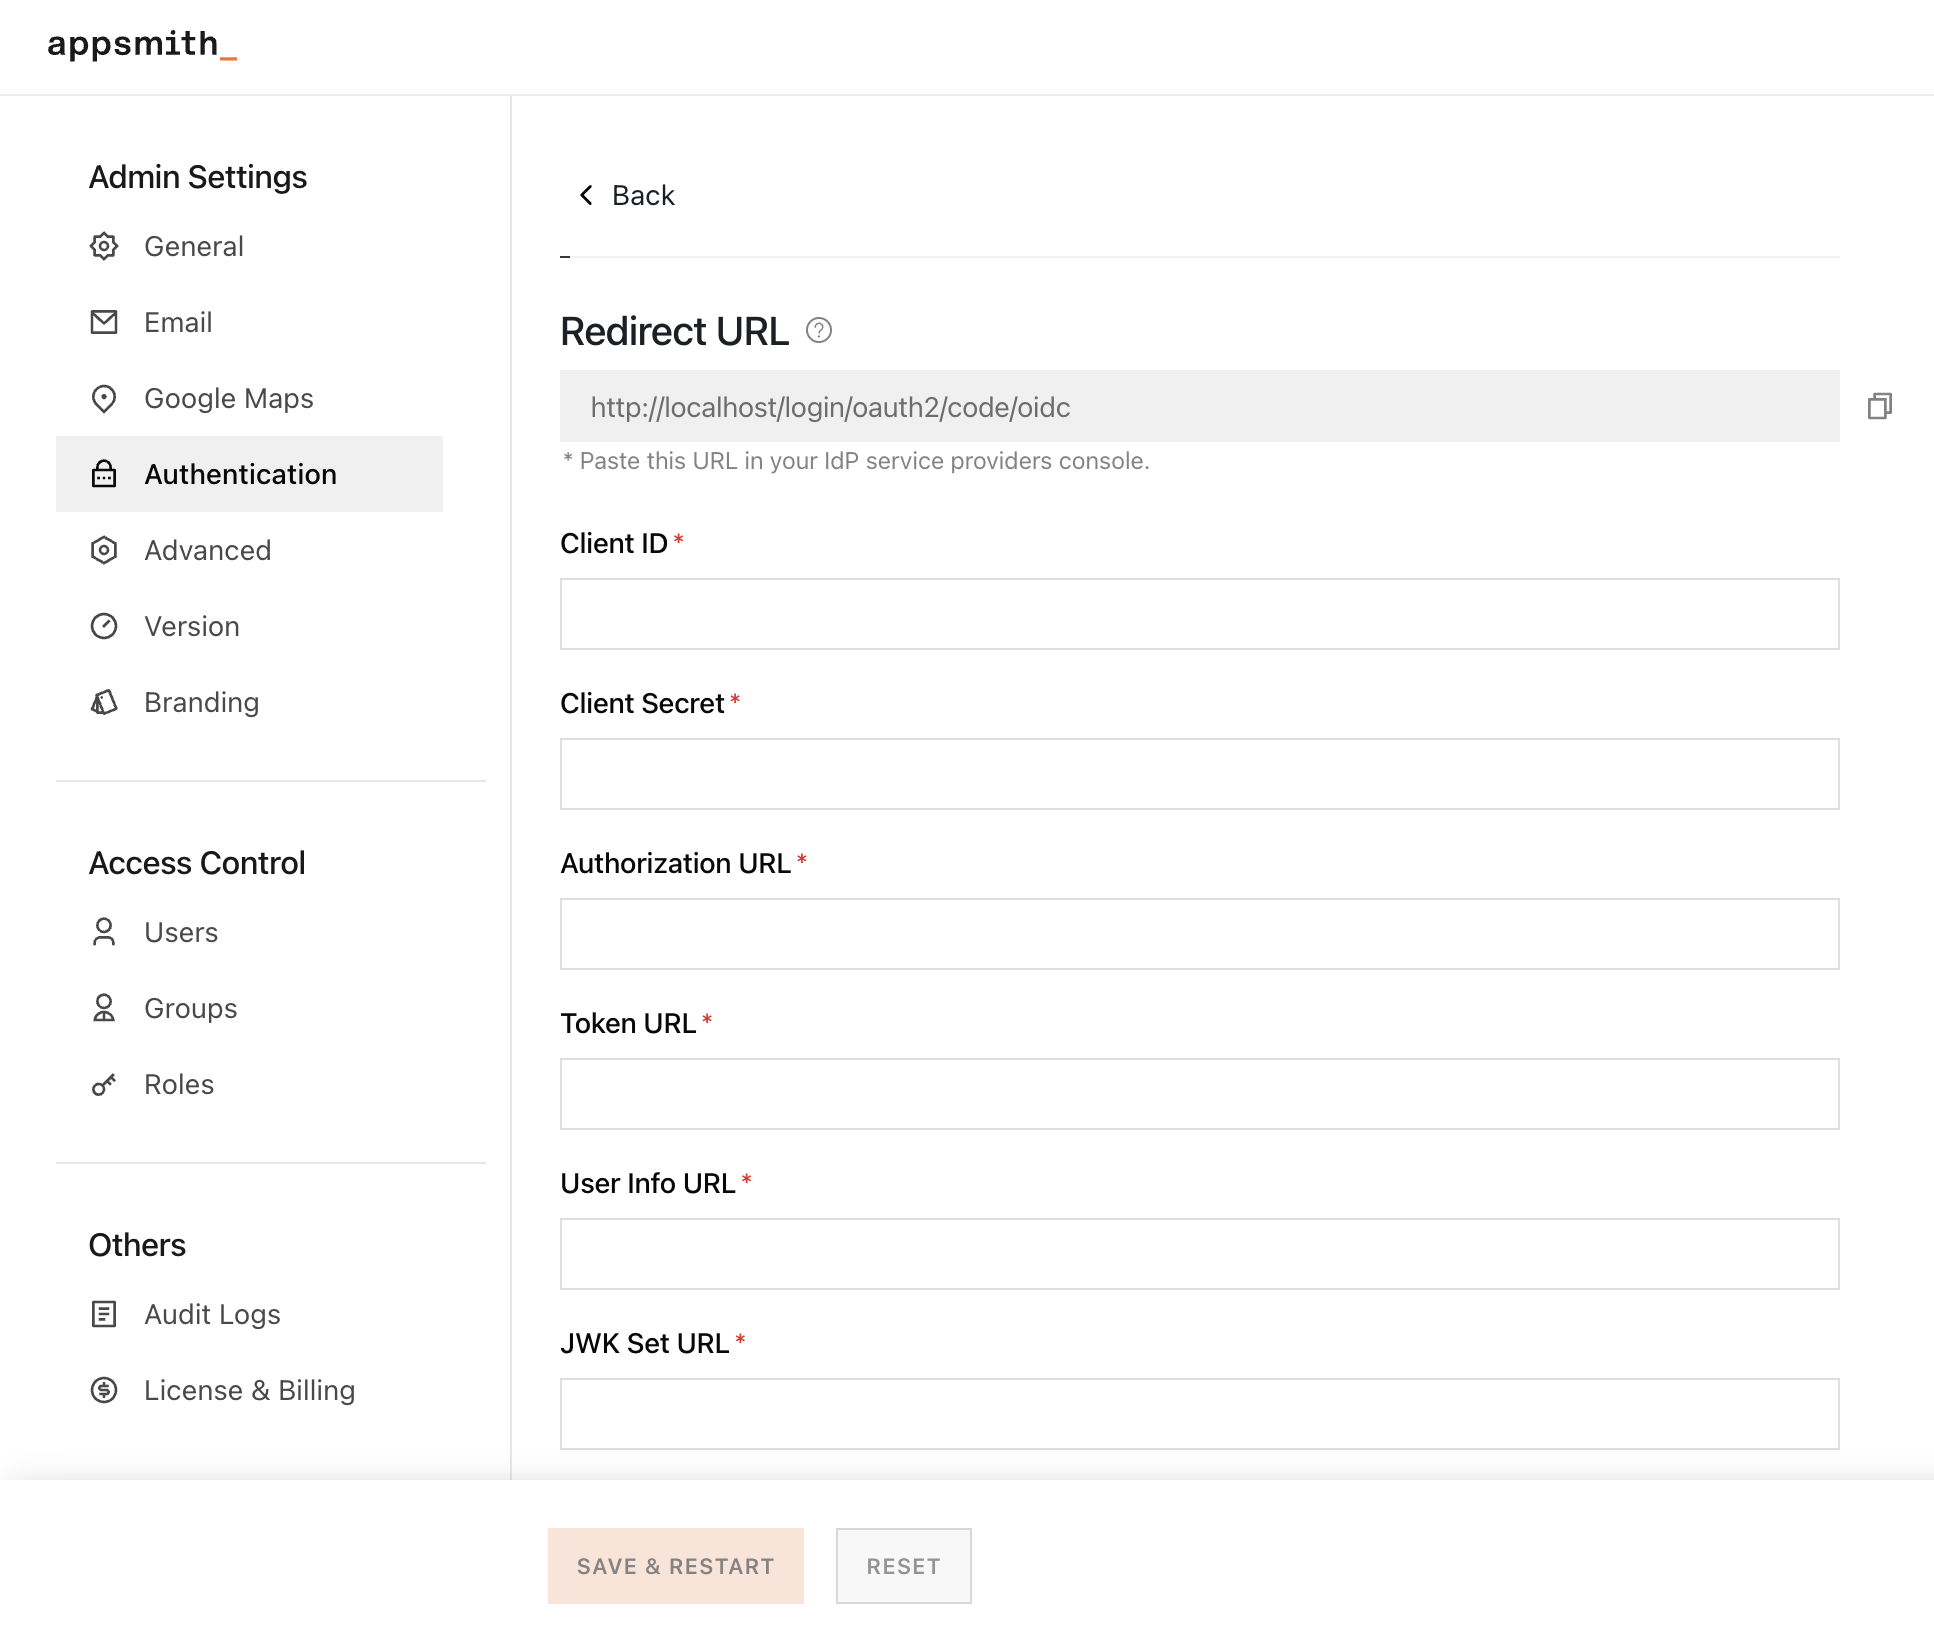 appsmith_
Admin Settings
General
Email
Google Maps
Authentication
Advanced
Version
Branding
Access Control
Users
Groups
Roles
Others
Audit Logs
License & Billing
Back
Redirect URL
http://localhost/login/oauth2/code/oidc
* Paste this URL in your IdP service providers console.
Client ID *
Client Secret *
Authorization URL *
Token URL *
User Info URL *
JWK Set URL *
SAVE & RESTART
RESET